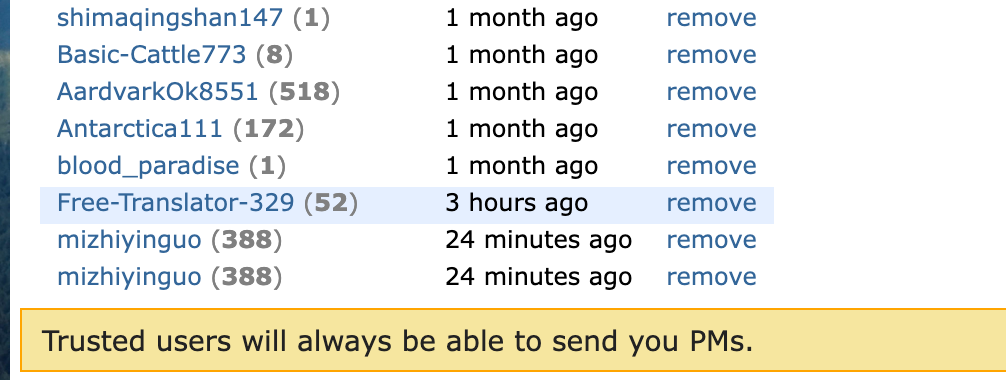 shimaqingshan147 (1) 1 month ago remove
Basic-Cattle773 (8) 1 month ago remove
AardvarkOk8551 (518) 1 month ago remove
Antarctica111 (172) 1 month ago remove
blood_paradise (1) 1 month ago remove
Free-Translator-329 (52) 3 hours ago remove
mizhiyinguo (388) 24 minutes ago remove
mizhiyinguo (388) 24 minutes ago remove
Trusted users will always be able to send you PMs.